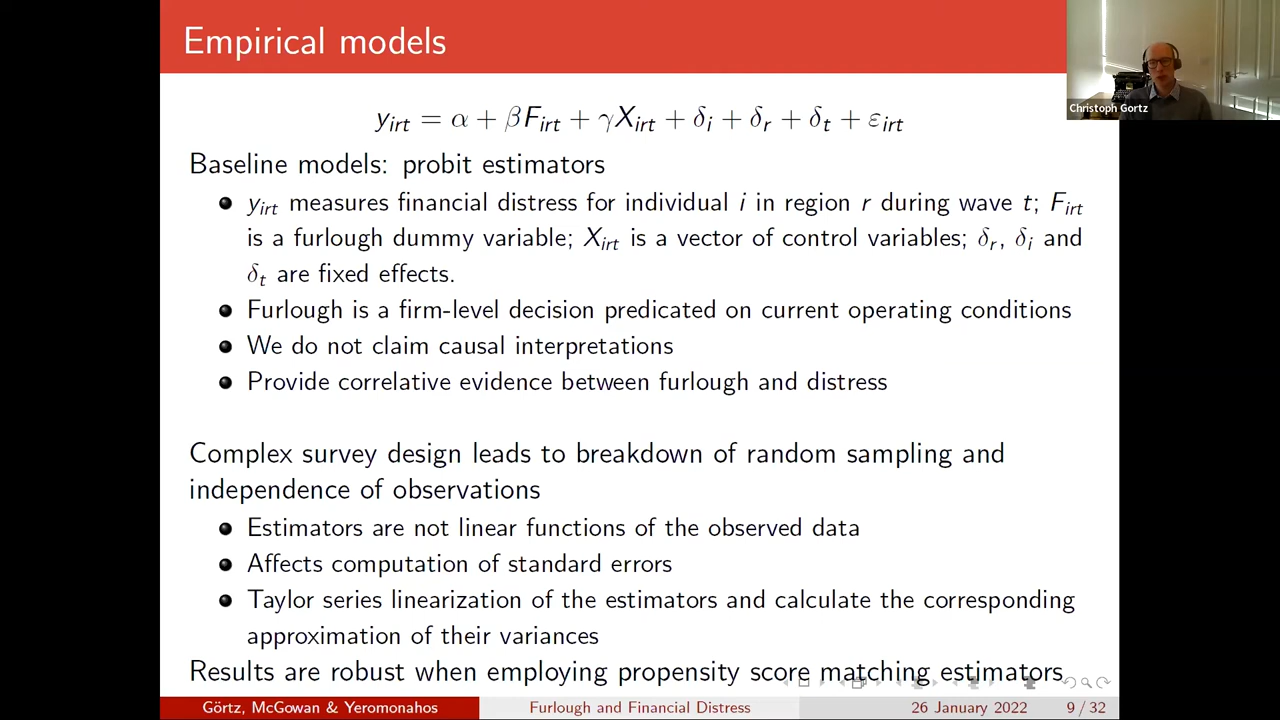 Empirical models
Christoph Gortz
y_irt = α + βF_irt + γX_irt + δ_i + δ_r + δ_t + ε_irt
Baseline models: probit estimators
y_irt measures financial distress for individual i in region r during wave t; F_irt
is a furlough dummy variable; X_irt is a vector of control variables; δ_r, δ_i and
δ_t are fixed effects.
Furlough is a firm-level decision predicated on current operating conditions
We do not claim causal interpretations
Provide correlative evidence between furlough and distress
Complex survey design leads to breakdown of random sampling and
independence of observations
Estimators are not linear functions of the observed data
Affects computation of standard errors
Taylor series linearization of the estimators and calculate the corresponding
approximation of their variances
Results are robust when employing propensity score matching estimators
Görtz, McGowan & Yeromonahos Furlough and Financial Distress 26 January 2022 9 / 32